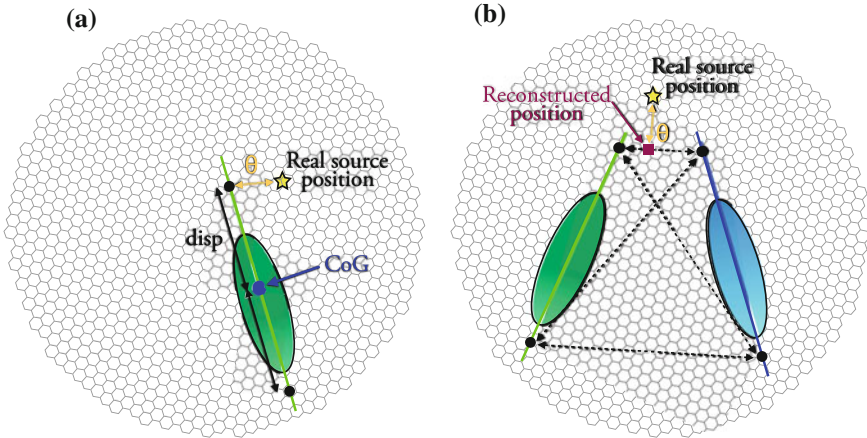 (a)
θ
Real source
position
disp
CoG
(b)
Real source
position
Reconstructed
position
θ